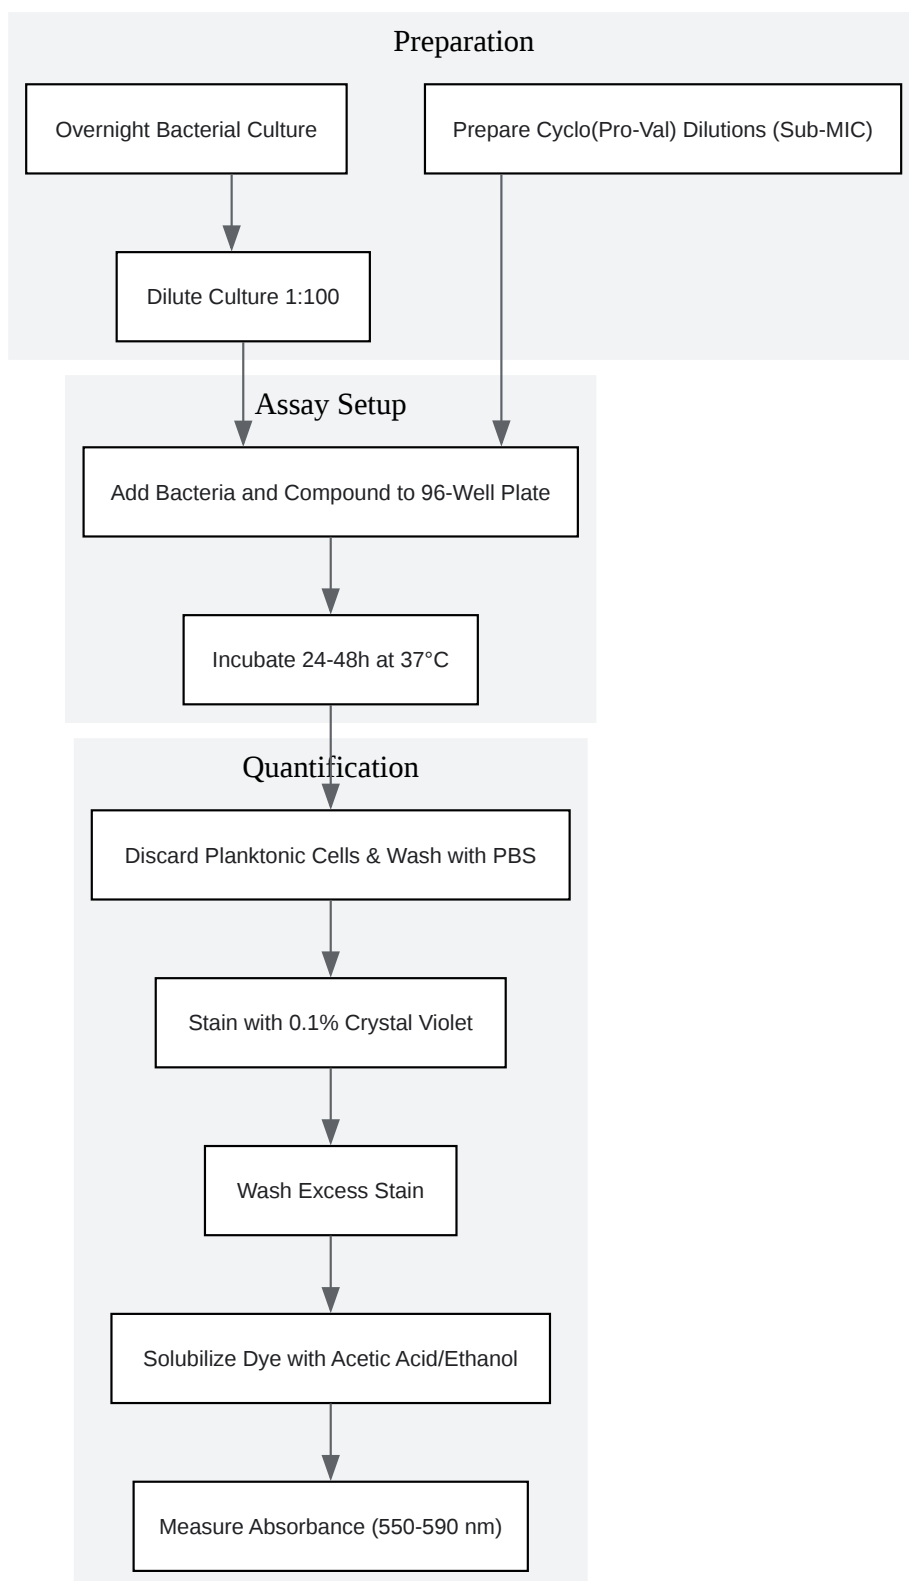 Preparation
Overnight Bacterial Culture
Prepare Cyclo(Pro-Val) Dilutions (Sub-MIC)
Dilute Culture 1:100
Assay Setup
Add Bacteria and Compound to 96-Well Plate
Incubate 24-48h at 37°C
Quantification
Discard Planktonic Cells & Wash with PBS
Stain with 0.1% Crystal Violet
Wash Excess Stain
Solubilize Dye with Acetic Acid/Ethanol
Measure Absorbance (550-590 nm)